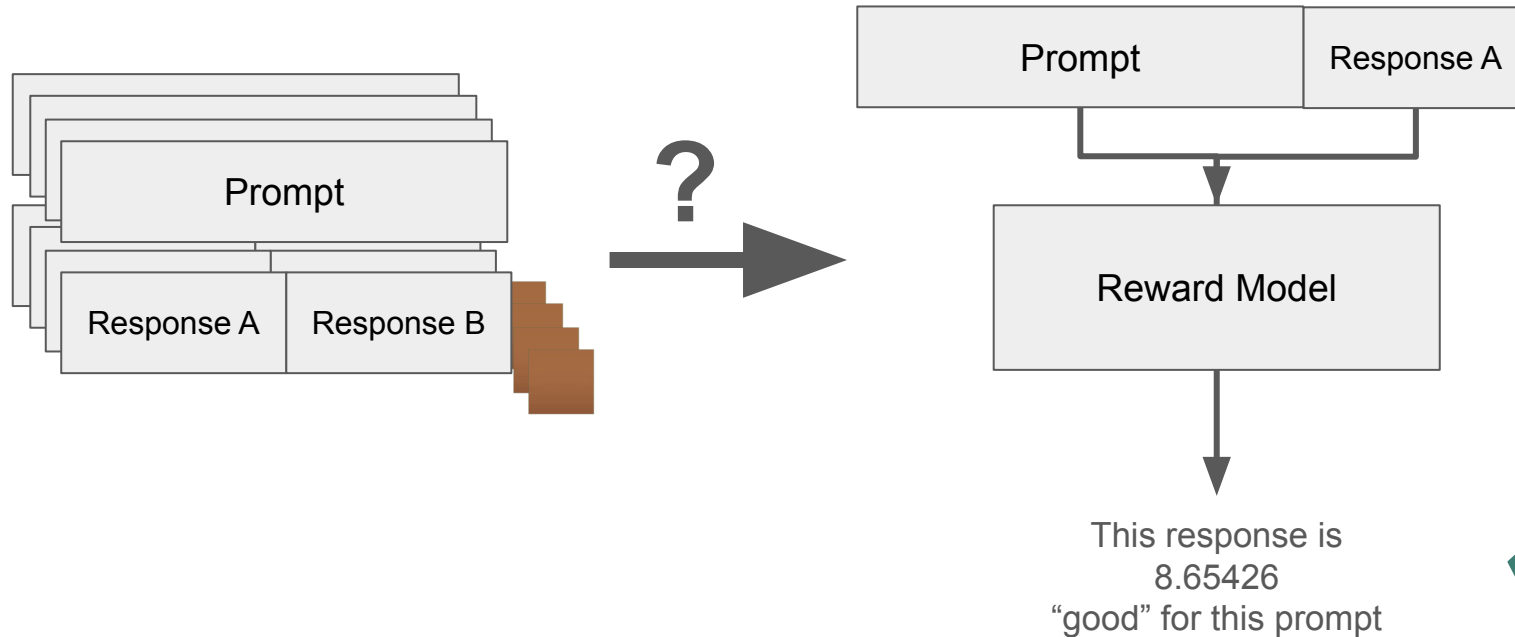 Prompt
Response A
Response B
?
Prompt
Response A
Reward Model
This response is
8.65426
“good” for this prompt